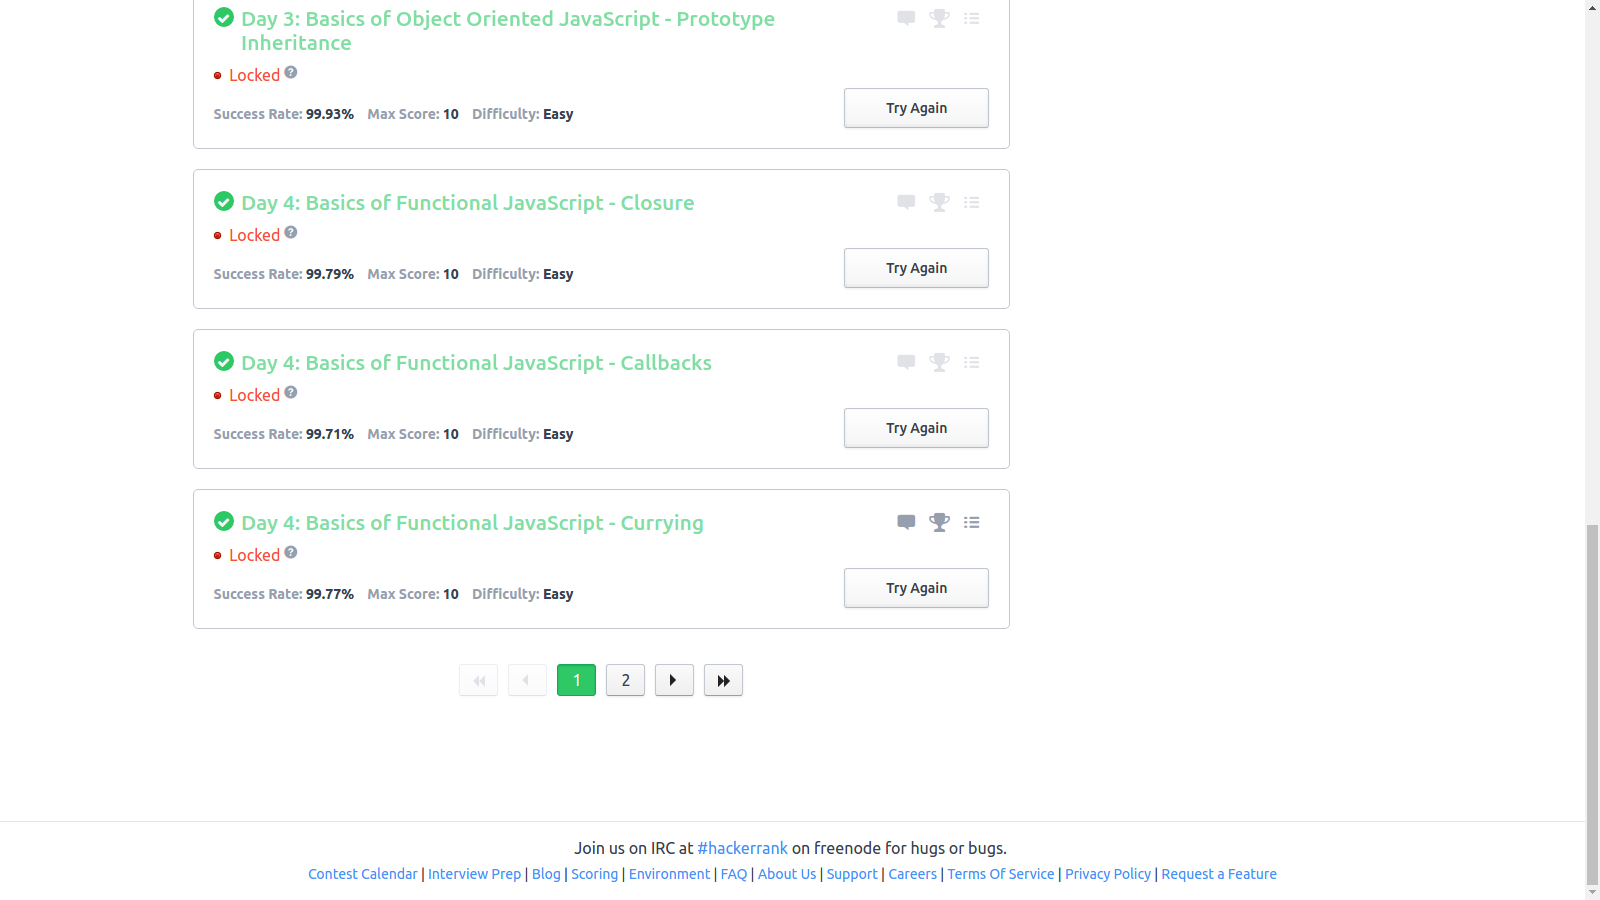 Day 3: Basics of Object Oriented JavaScript - Prototype
Inheritance
Locked ?
Success Rate: 99.93% Max Score: 10 Difficulty: Easy
Try Again
Day 4: Basics of Functional JavaScript - Closure
Locked ?
Success Rate: 99.79% Max Score: 10 Difficulty: Easy
Try Again
Day 4: Basics of Functional JavaScript - Callbacks
Locked ?
Success Rate: 99.71% Max Score: 10 Difficulty: Easy
Try Again
Day 4: Basics of Functional JavaScript - Currying
Locked ?
Success Rate: 99.77% Max Score: 10 Difficulty: Easy
Try Again
1 2
Join us on IRC at #hackerrank on freenode for hugs or bugs.
Contest Calendar | Interview Prep | Blog | Scoring | Environment | FAQ | About Us | Support | Careers | Terms Of Service | Privacy Policy | Request a Feature